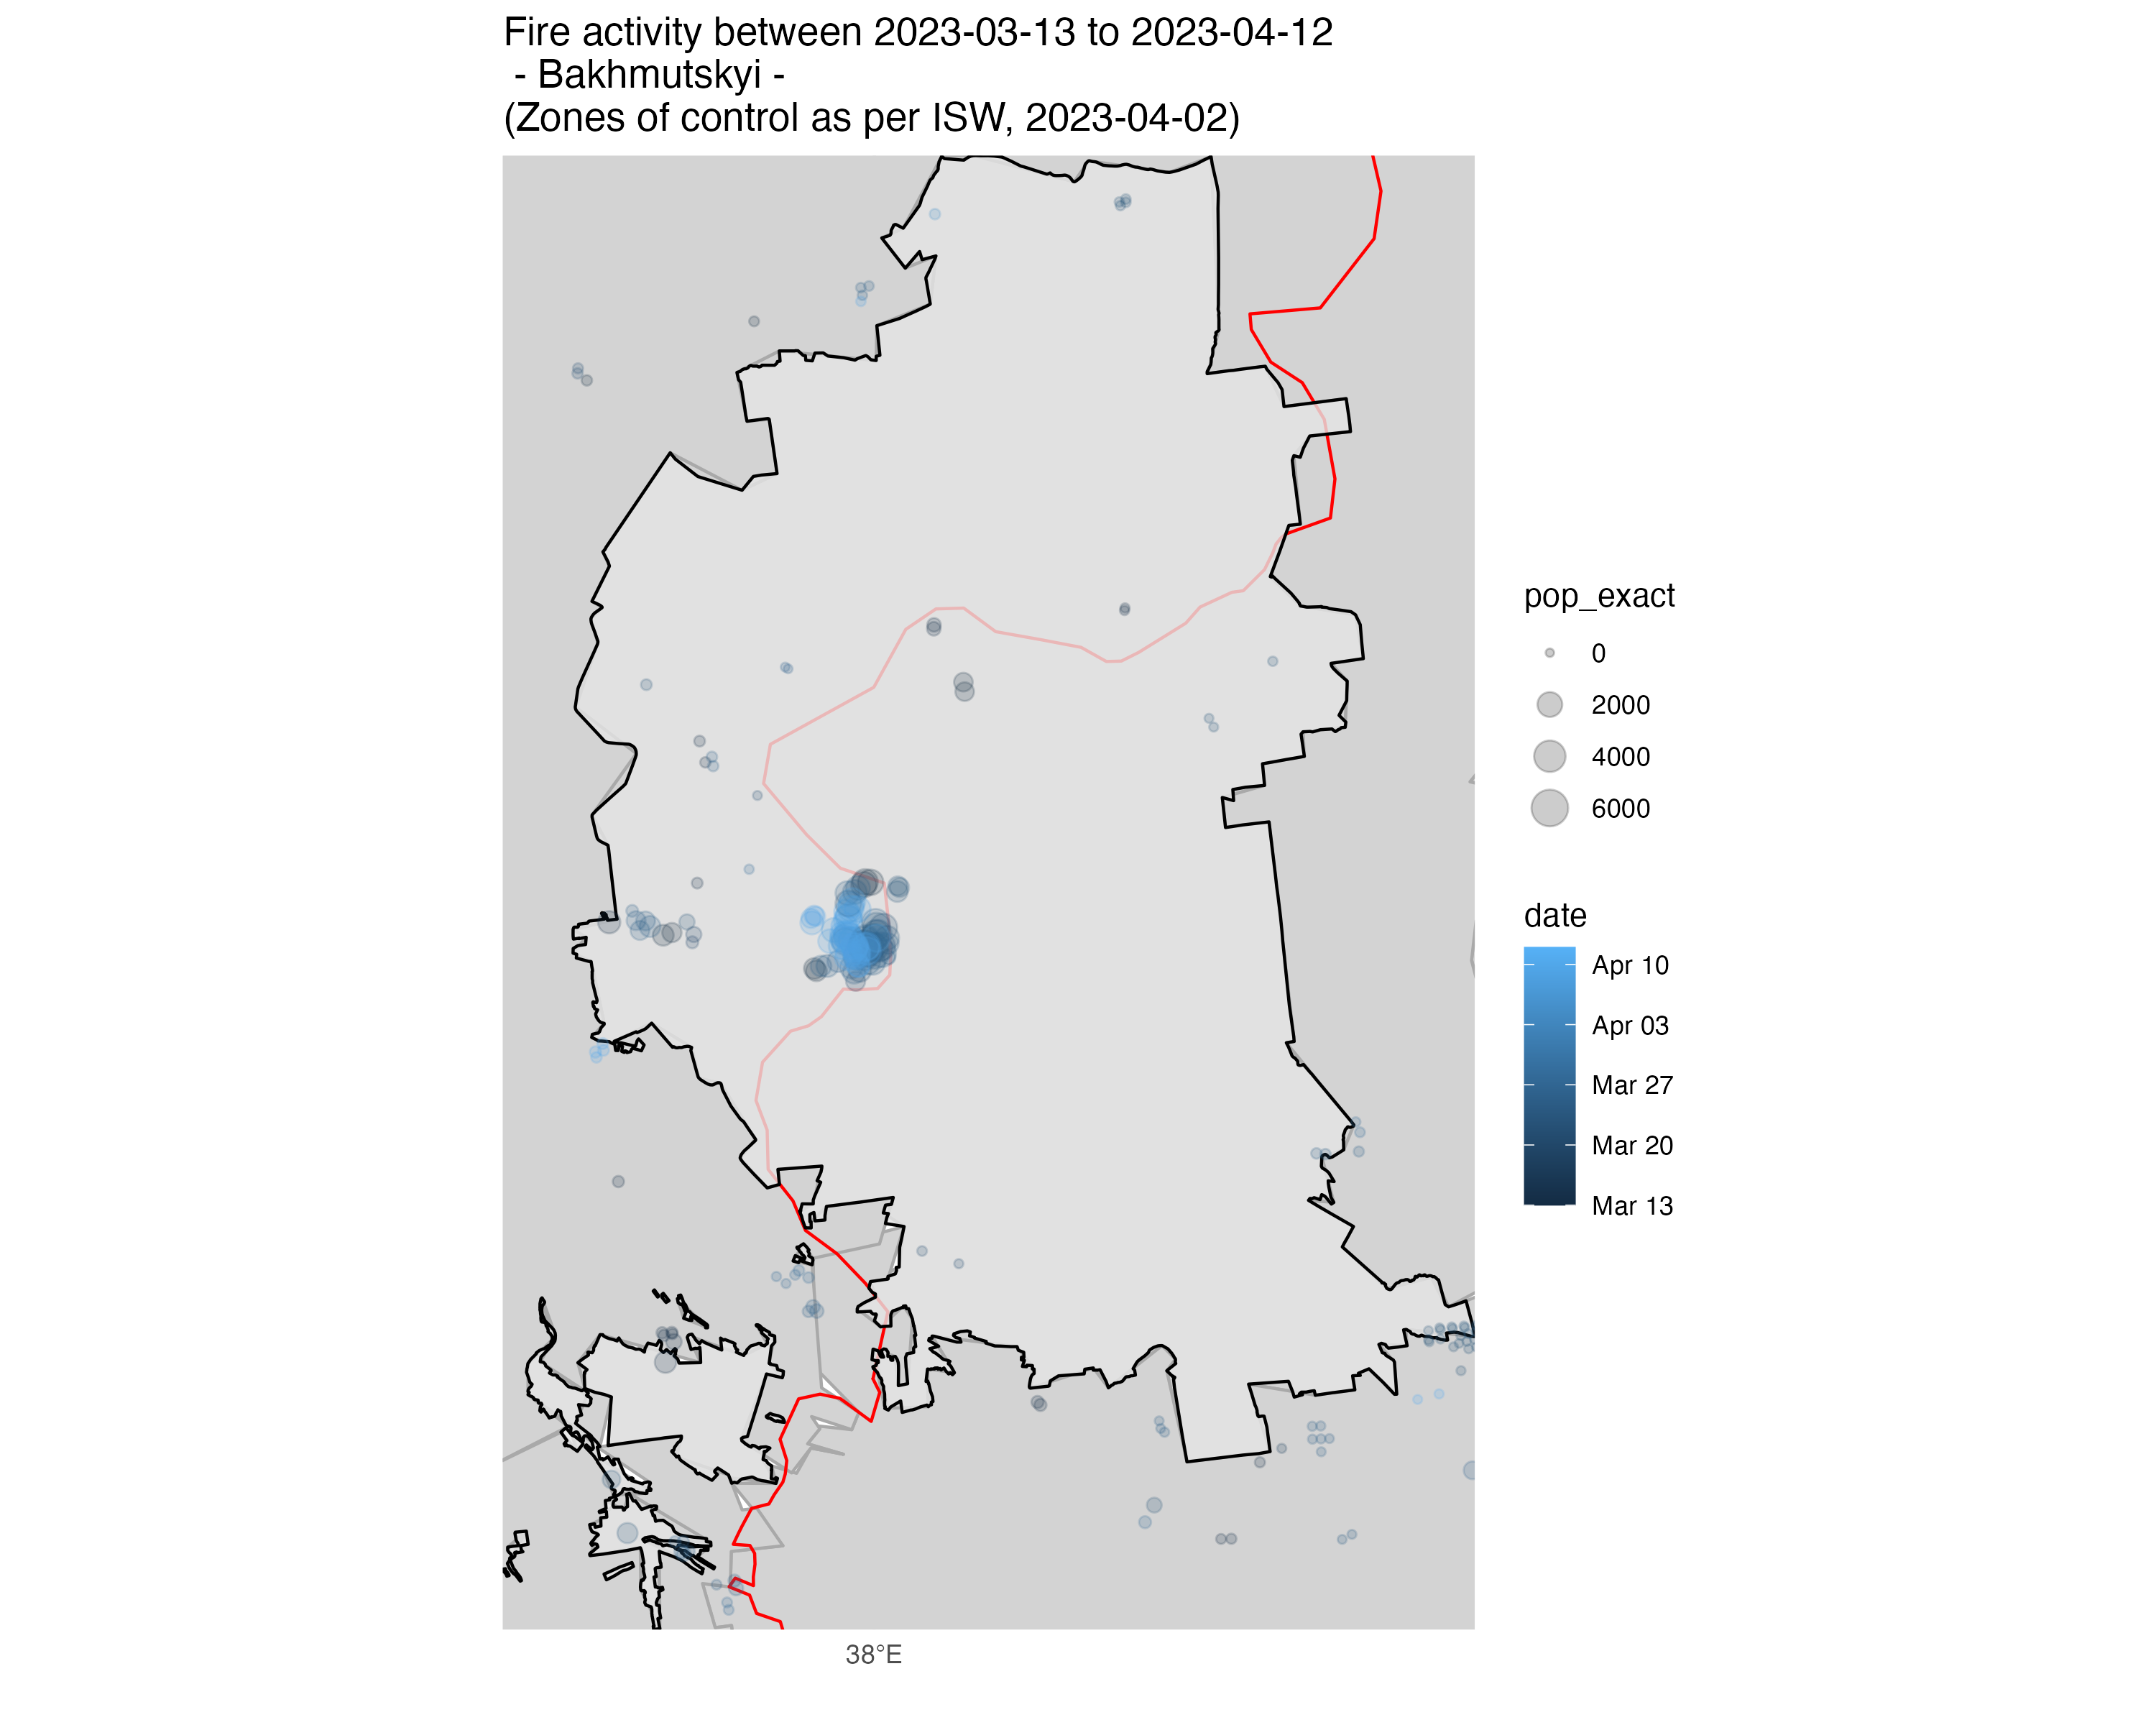 Fire activity between 2023-03-13 to 2023-04-12
- Bakhmutskyi -
(Zones of control as per ISW, 2023-04-02)
pop_exact
0
2000
4000
6000
date
Apr 10
Apr 03
Mar 27
Mar 20
Mar 13
38°E